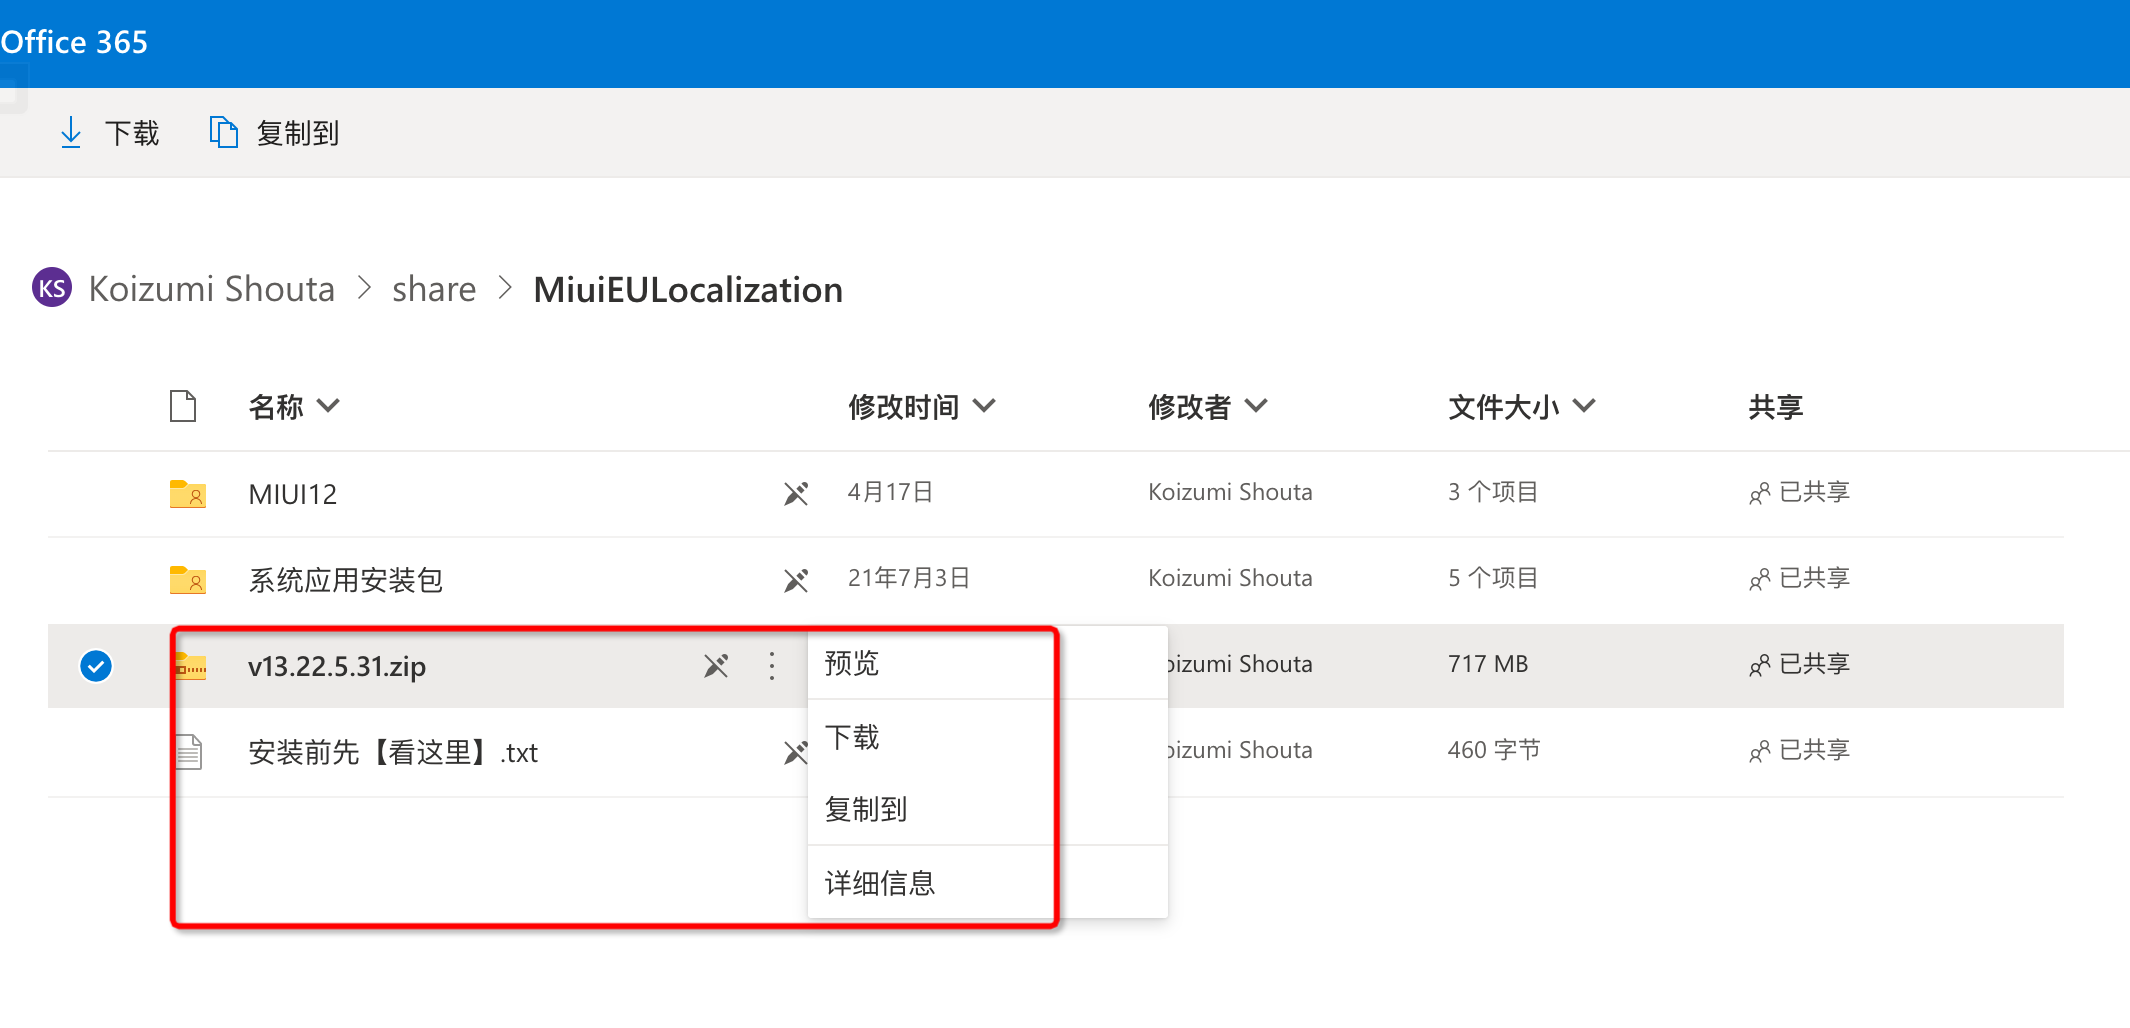 Office 365
下载 复制到
KS Koizumi Shouta > share > MiuiEULocalization
名称 修改时间 修改者 文件大小 共享
MIUI12 4月17日 Koizumi Shouta 3 个项目 已共享
系统应用安装包 21年7月3日 Koizumi Shouta 5 个项目 已共享
v13.22.5.31.zip oizumi Shouta 717 MB 已共享
安装前先【看这里】.txt oizumi Shouta 460 字节 已共享
预览
下载
复制到
详细信息